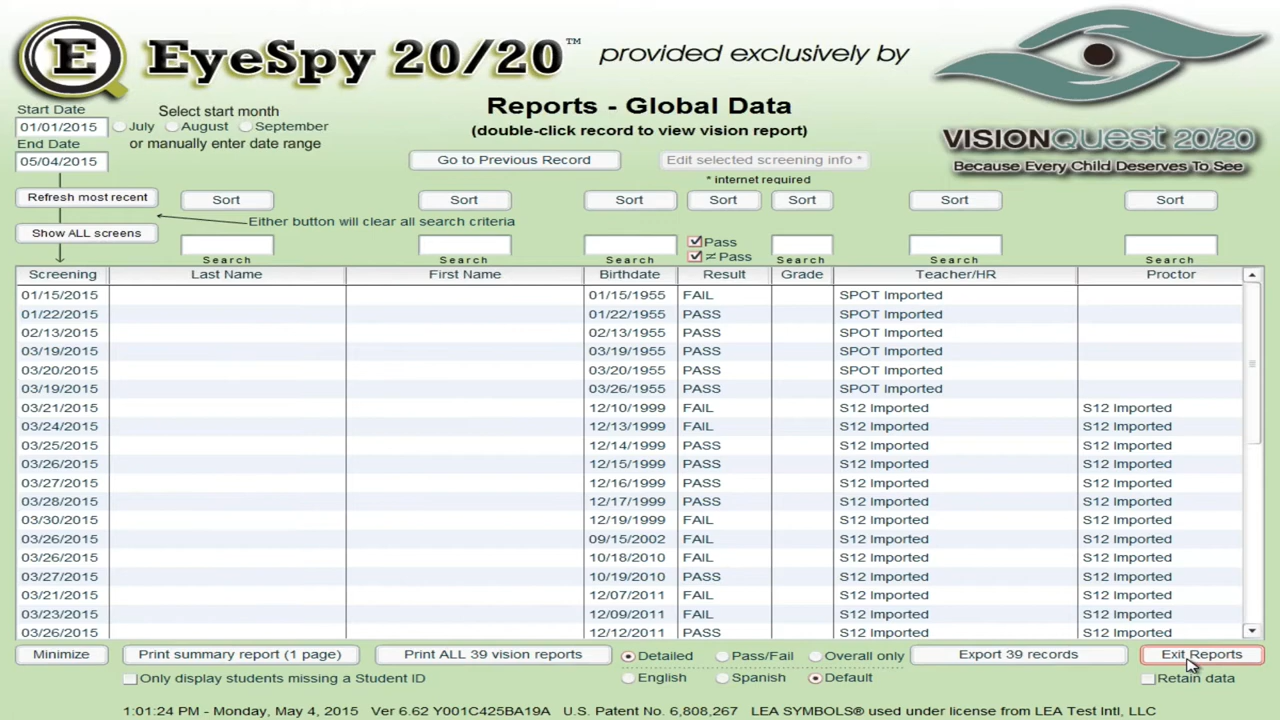 E EyeSpy 20/20™ provided exclusively by
VISIONQUEST 20/20
Because Every Child Deserves To See
Reports - Global Data
(double-click record to view vision report)
Start Date
Select start month
01/01/2015 July August September
End Date or manually enter date range
05/04/2015
Go to Previous Record
Edit selected screening info *
* internet required
Refresh most recent
Sort Sort Sort Sort Sort Sort Sort
Either button will clear all search criteria
Show ALL screens
Pass
≠ Pass
Search Search Search Search Search Search
Screening Last Name First Name Birthdate Result Grade Teacher/HR Proctor
01/15/2015 01/15/1955 FAIL SPOT Imported
01/22/2015 01/22/1955 PASS SPOT Imported
02/13/2015 02/13/1955 PASS SPOT Imported
03/19/2015 03/19/1955 PASS SPOT Imported
03/20/2015 03/20/1955 PASS SPOT Imported
03/19/2015 03/26/1955 PASS SPOT Imported
03/21/2015 12/10/1999 FAIL S12 Imported S12 Imported
03/24/2015 12/13/1999 FAIL S12 Imported S12 Imported
03/25/2015 12/14/1999 PASS S12 Imported S12 Imported
03/26/2015 12/15/1999 PASS S12 Imported S12 Imported
03/27/2015 12/16/1999 PASS S12 Imported S12 Imported
03/28/2015 12/17/1999 PASS S12 Imported S12 Imported
03/30/2015 12/19/1999 FAIL S12 Imported S12 Imported
03/26/2015 09/15/2002 FAIL S12 Imported S12 Imported
03/26/2015 10/18/2010 FAIL S12 Imported S12 Imported
03/27/2015 10/19/2010 PASS S12 Imported S12 Imported
03/21/2015 12/07/2011 FAIL S12 Imported S12 Imported
03/23/2015 12/09/2011 FAIL S12 Imported S12 Imported
03/26/2015 12/12/2011 PASS S12 Imported S12 Imported
Minimize Print summary report (1 page) Print ALL 39 vision reports Detailed Pass/Fail Overall only Export 39 records Exit Reports
Only display students missing a Student ID English Spanish Default Retain data
1:01:24 PM - Monday, May 4, 2015 Ver 6.62 Y001C425BA19A U.S. Patent No. 6,808,267 LEA SYMBOLS® used under license from LEA Test Intl, LLC